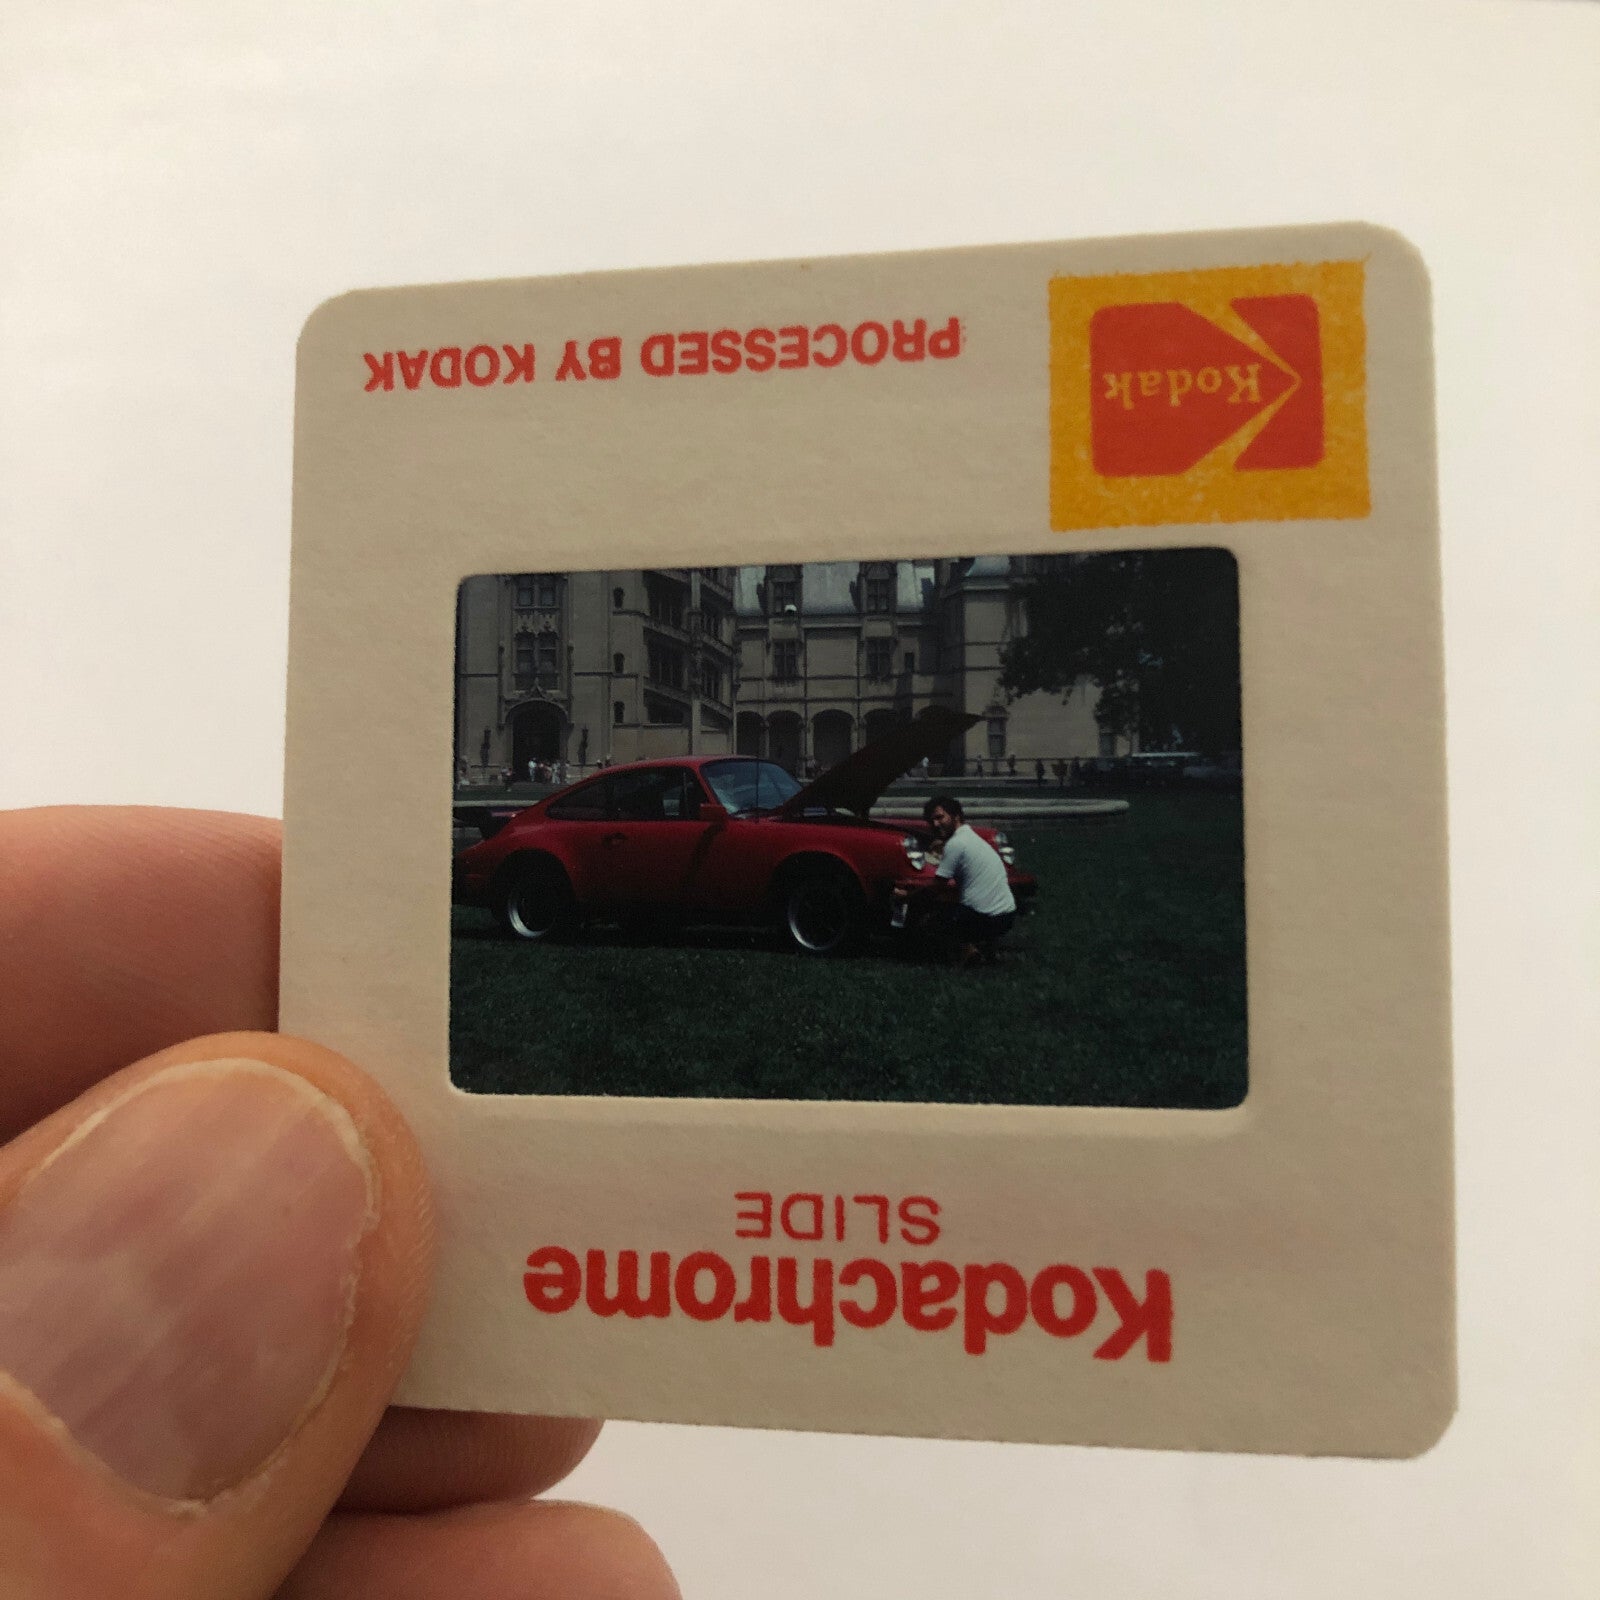 PROCESSED BY KODAK
Kodak
SLIDE
Kodachrome